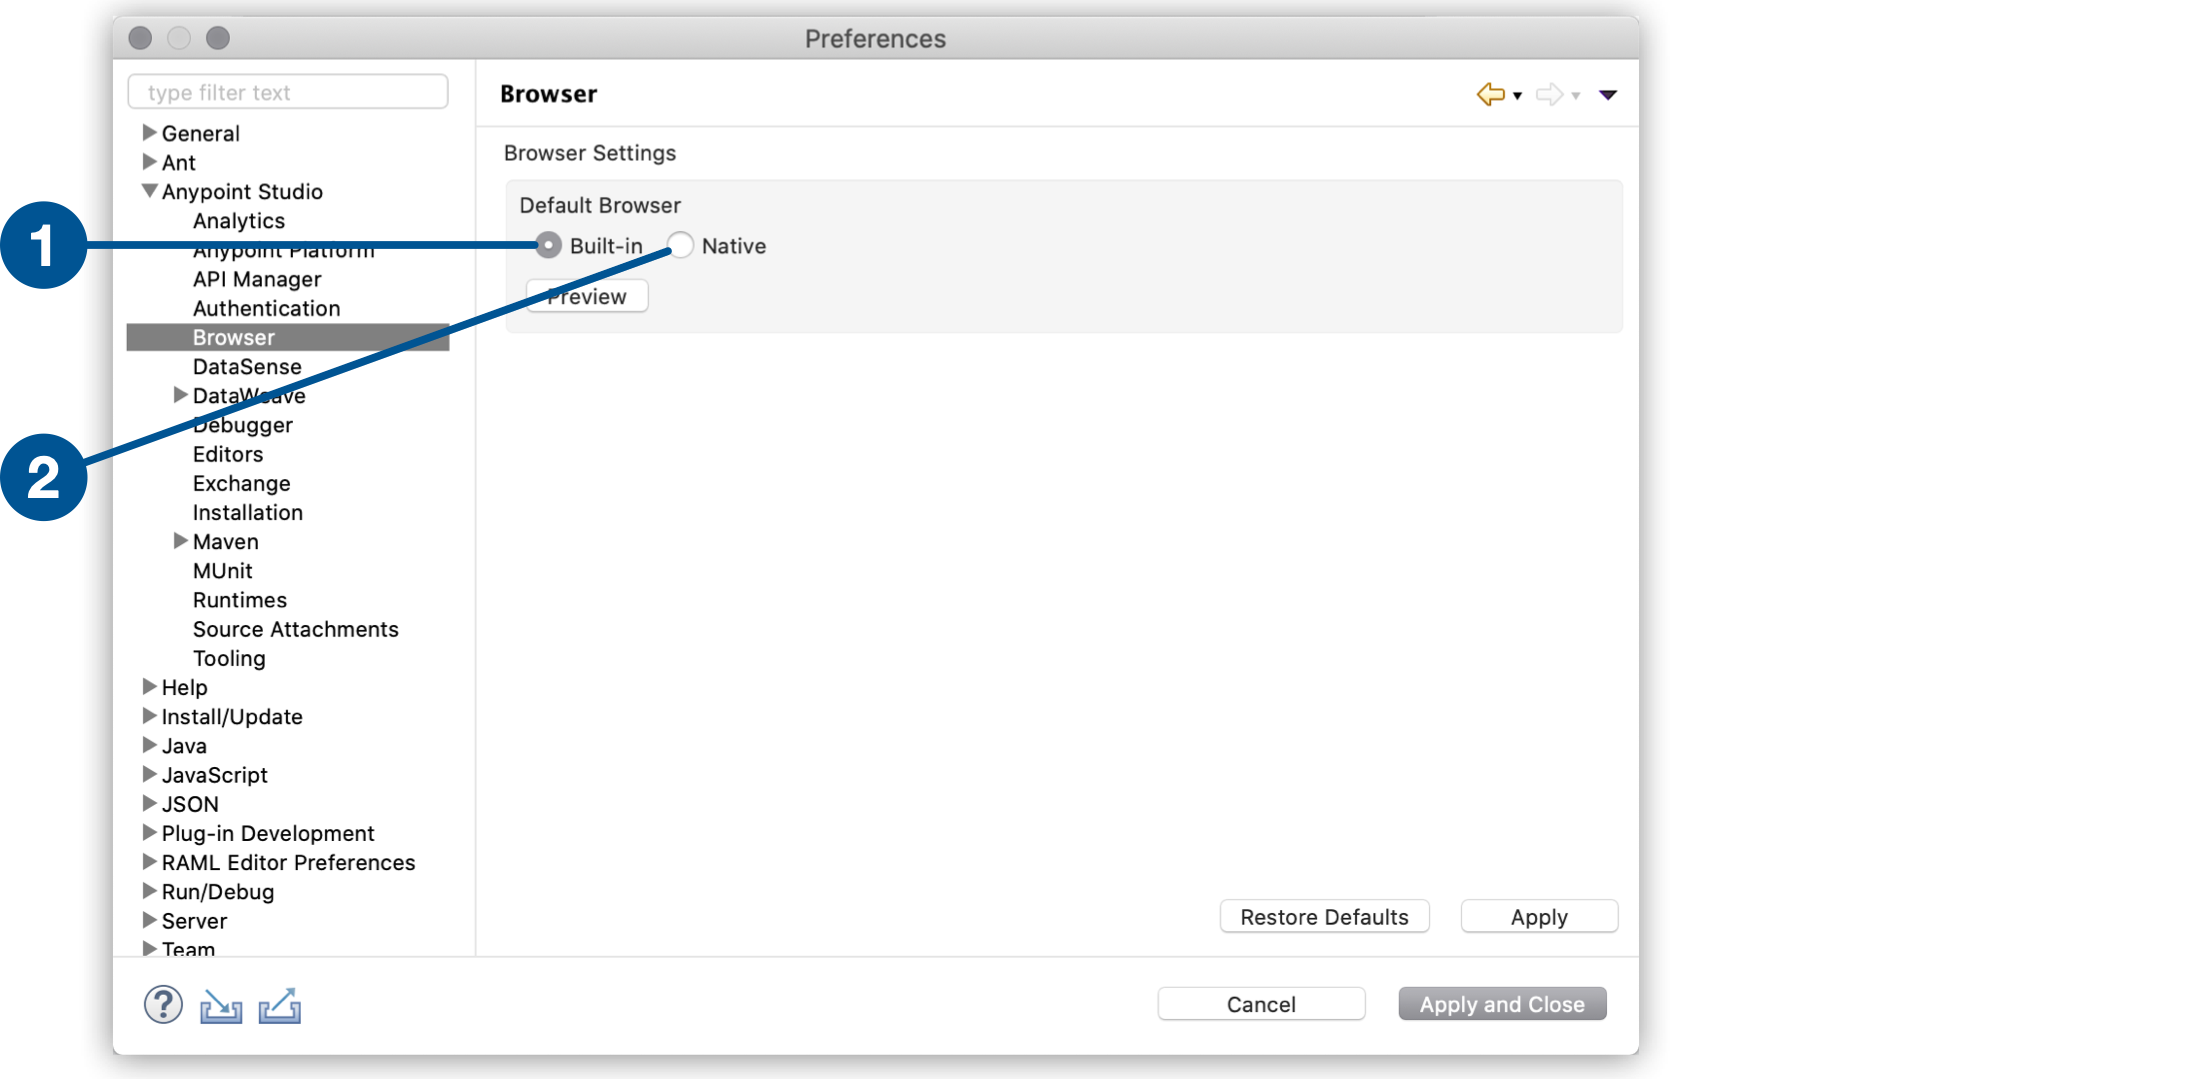 Preferences
type filter text
General
Ant
Anypoint Studio
Analytics
Anypoint Platform
API Manager
Authentication
Browser
DataSense
DataWeave
Debugger
Editors
Exchange
Installation
Maven
MUnit
Runtimes
Source Attachments
Tooling
Help
Install/Update
Java
JavaScript
JSON
Plug-in Development
RAML Editor Preferences
Run/Debug
Server
Team
1
2
Browser
Browser Settings
Default Browser
Built-in Native
Preview
Restore Defaults Apply
? Cancel Apply and Close